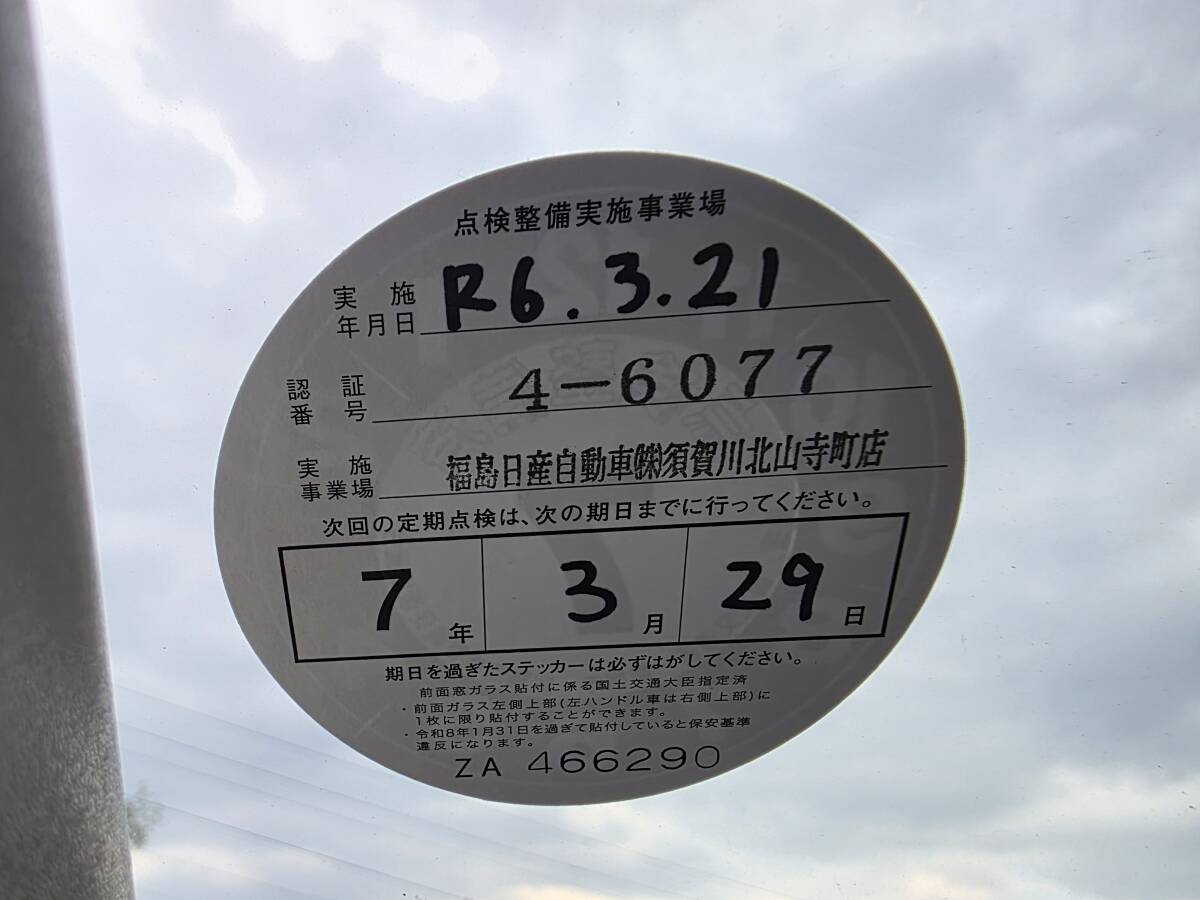 点検整備実施事業場
実施年月日 R6.3.21
認証番号 4-6077
実施事業場 福島日産自動車㈱須賀川北山寺町店
次回の定期点検は、次の期日までに行ってください。
7年 3月 29日
期日を過ぎたステッカーは必ずはがしてください。
前面窓ガラス貼付に係る国土交通大臣指定済
・前面ガラス左側上部(左ハンドル車は右側上部)に
1枚に限り貼付することができます。
・令和8年1月31日を過ぎて貼付していると保安基準
違反になります。
ZA 466290